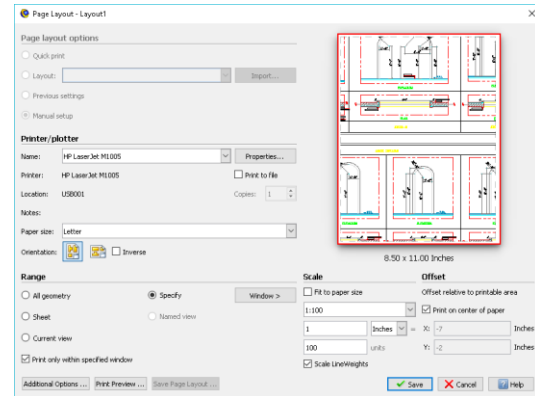 Page Layout - Layout1
Page layout options
Quick print
Layout:
Import...
Previous settings
Manual setup
Printer/plotter
Name: HP LaserJet M1005 Properties...
Printer: HP LaserJet M1005 Print to file
Location: USB001 Copies: 1
Notes:
Paper size: Letter
Orientation: Inverse
8.50 x 11.00 Inches
Range
All geometry Specify Window >
Sheet Named view
Current view
Print only within specified window
Scale
Fit to paper size
1:100
1 Inches =
100 units
Scale LineWeights
Offset
Offset relative to printable area
Print on center of paper
X: -7 Inches
Y: -2 Inches
Additional Options ... Print Preview ... Save Page Layout ... Save Cancel Help